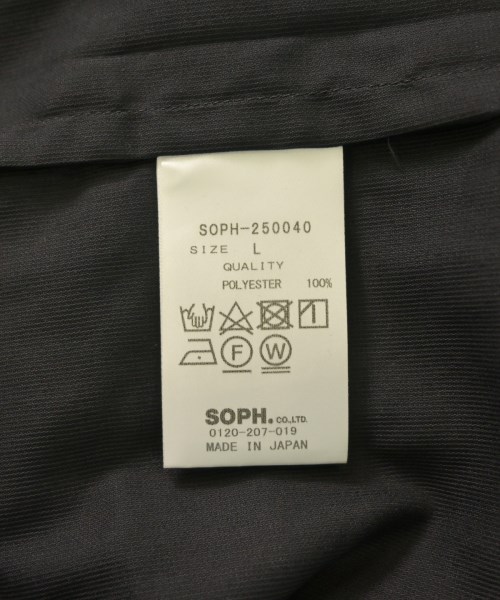 SOPH-250040
SIZE L
QUALITY
POLYESTER 100%
F W
SOPH. CO.,LTD.
0120-207-019
MADE IN JAPAN